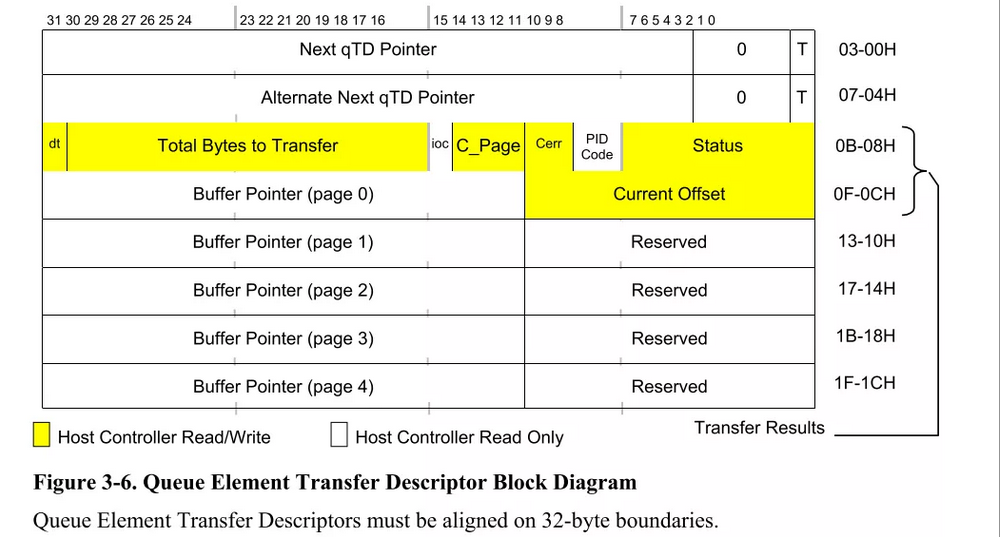 31 30 29 28 27 26 25 24 23 22 21 20 19 18 17 16 15 14 13 12 11 10 9 8 7 6 5 4 3 2 1 0
Next qTD Pointer 0 T 03-00H
Alternate Next qTD Pointer 0 T 07-04H
dt Total Bytes to Transfer ioc C_Page Cerr PID Code Status 0B-08H
Buffer Pointer (page 0) Current Offset 0F-0CH
Buffer Pointer (page 1) Reserved 13-10H
Buffer Pointer (page 2) Reserved 17-14H
Buffer Pointer (page 3) Reserved 1B-18H
Buffer Pointer (page 4) Reserved 1F-1CH
Host Controller Read/Write Host Controller Read Only Transfer Results
Figure 3-6. Queue Element Transfer Descriptor Block Diagram
Queue Element Transfer Descriptors must be aligned on 32-byte boundaries.